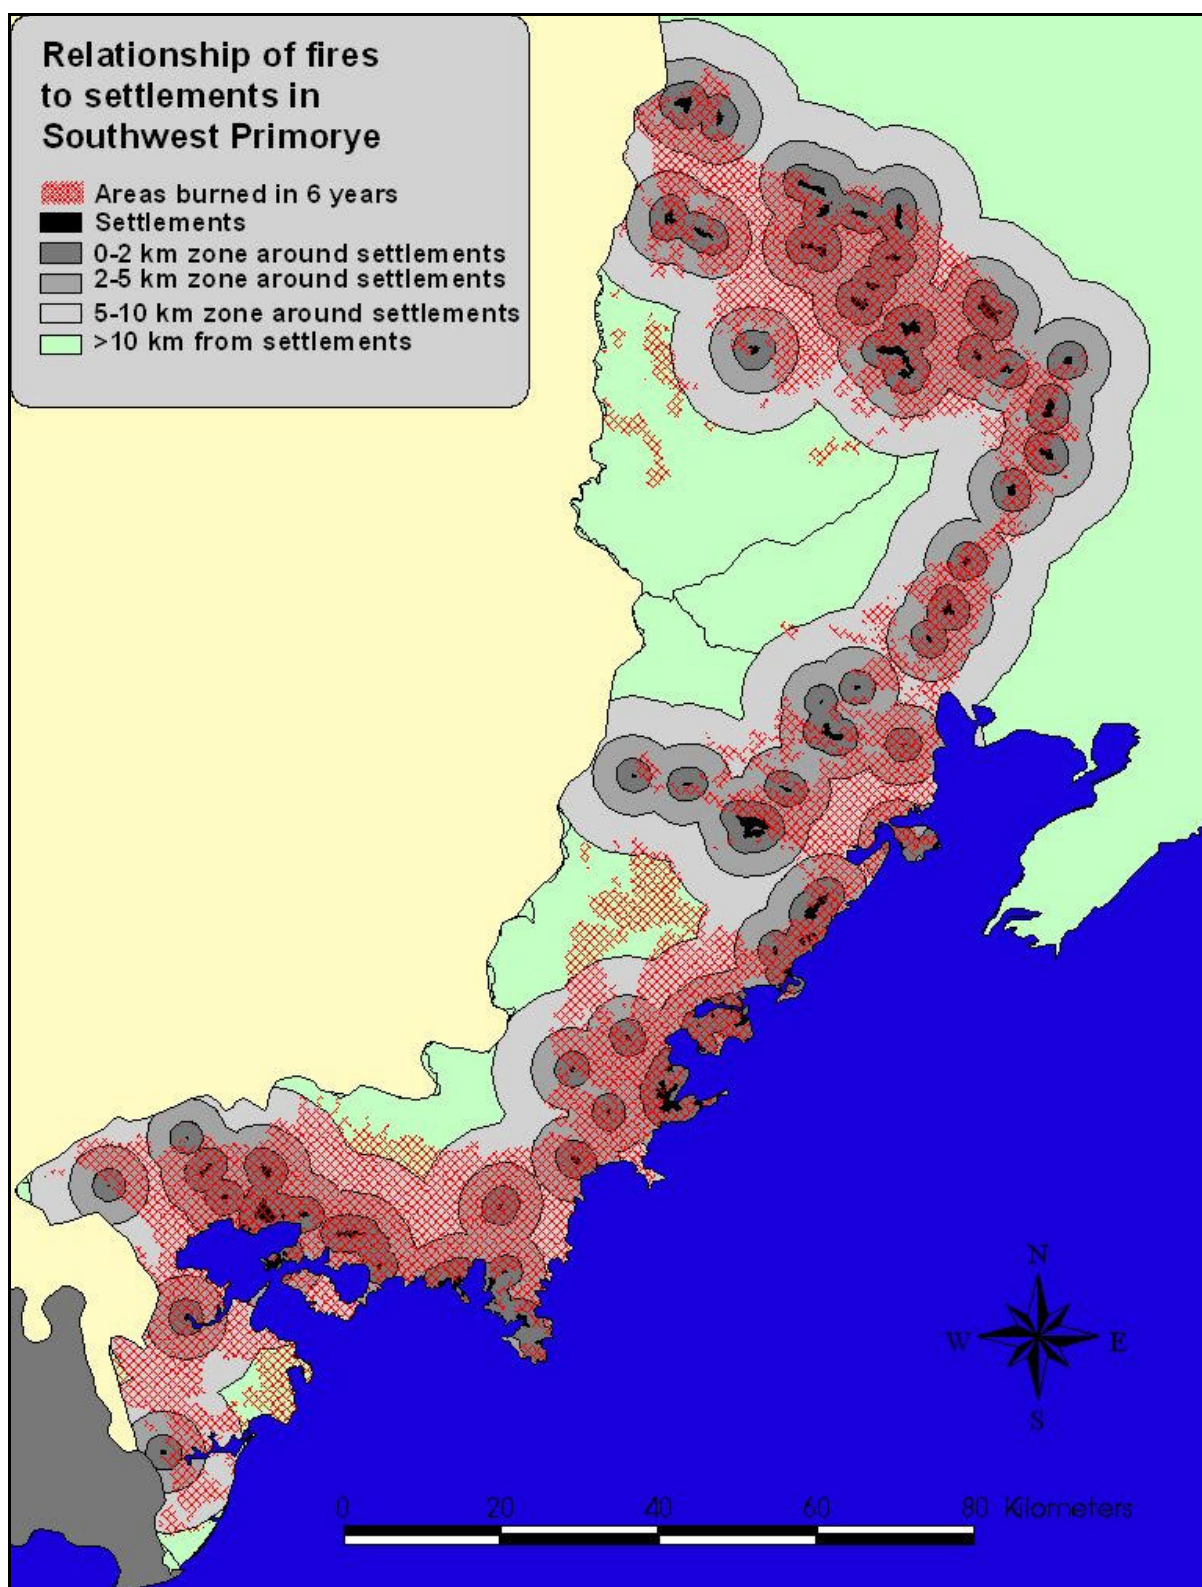 Relationship of fires
to settlements in
Southwest Primorye
Areas burned in 6 years
Settlements
0-2 km zone around settlements
2-5 km zone around settlements
5-10 km zone around settlements
>10 km from settlements
N
W E
S
0 20 40 60 80 Kilometers